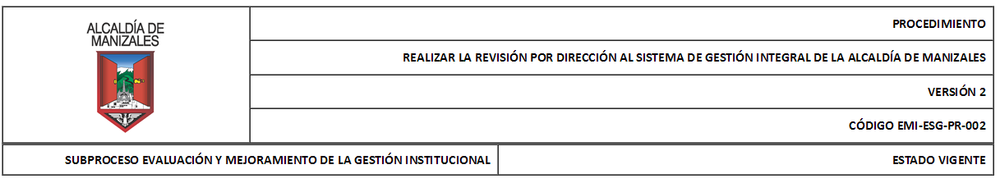 ALCALDÍA DE
MANIZALES
PROCEDIMIENTO
REALIZAR LA REVISIÓN POR DIRECCIÓN AL SISTEMA DE GESTIÓN INTEGRAL DE LA ALCALDÍA DE MANIZALES
VERSIÓN 2
CÓDIGO EMI-ESG-PR-002
SUBPROCESO EVALUACIÓN Y MEJORAMIENTO DE LA GESTIÓN INSTITUCIONAL
ESTADO VIGENTE